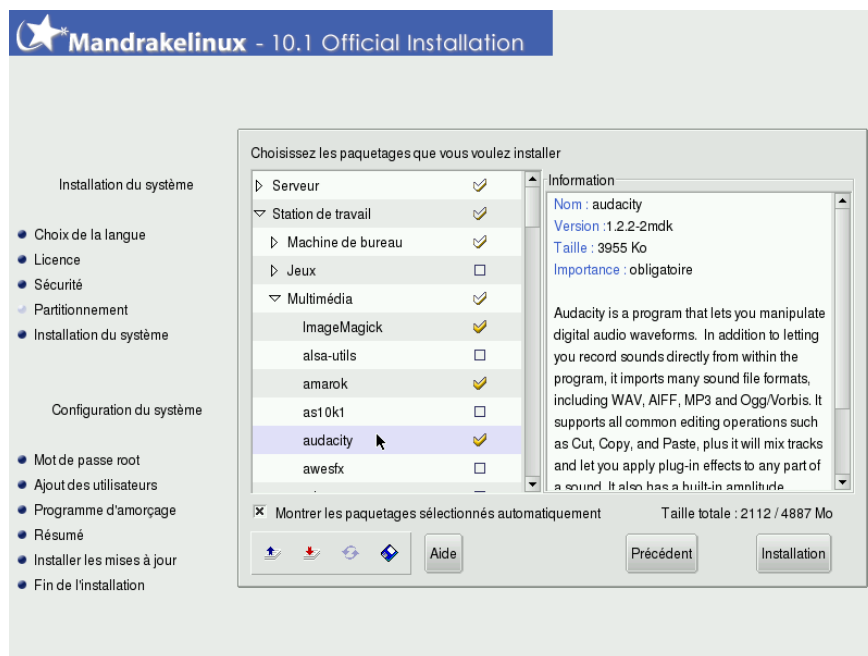 Mandrakelinux - 10.1 Official Installation
Installation du système
Choix de la langue
Licence
Sécurité
Partitionnement
Installation du système
Configuration du système
Mot de passe root
Ajout des utilisateurs
Programme d'amorçage
Résumé
Installer les mises à jour
Fin de l'installation
Choisissez les paquetages que vous voulez installer
Serveur
Station de travail
Machine de bureau
Jeux
Multimédia
ImageMagick
alsa-utils
amarok
as10k1
audacity
awesfx
Information
Nom : audacity
Version :1.2.2-2mdk
Taille : 3955 Ko
Importance : obligatoire
Audacity is a program that lets you manipulate
digital audio waveforms. In addition to letting
you record sounds directly from within the
program, it imports many sound file formats,
including WAV, AIFF, MP3 and Ogg/Vorbis. It
supports all common editing operations such
as Cut, Copy, and Paste, plus it will mix tracks
and let you apply plug-in effects to any part of
a sound. It also has a built-in amplitude
Montrer les paquetages sélectionnés automatiquement
Taille totale : 2112 / 4887 Mo
Aide
Précédent
Installation